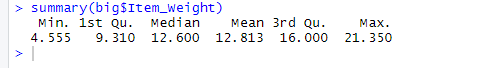 > summary(big$Item_Weight)
   Min. 1st Qu.  Median    Mean 3rd Qu.    Max.
  4.555   9.310  12.600  12.813  16.000  21.350
>